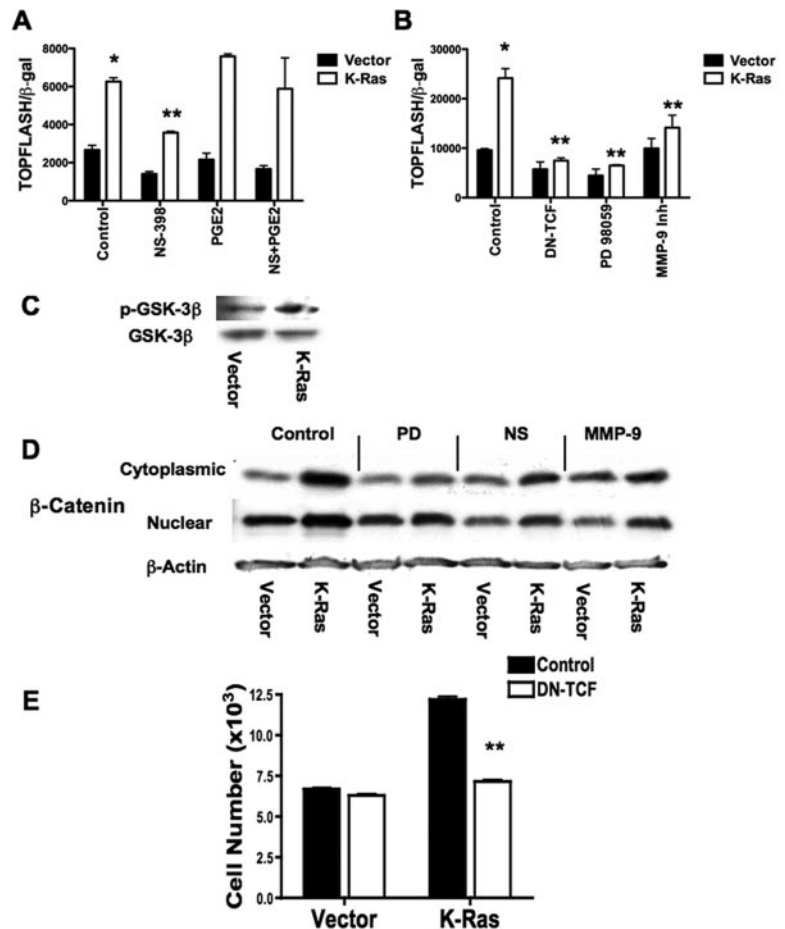 A
TOPFLASH/β-gal
8000
6000
4000
2000
0
*
**
Vector
K-Ras
Control
NS-398
PGE2
NS+PGE2
B
TOPFLASH/β-gal
30000
20000
10000
0
*
**
**
**
Vector
K-Ras
Control
DN-TCF
PD 98059
MMP-9 Inh
C
p-GSK-3β
GSK-3β
Vector
K-Ras
D
Control
PD
NS
MMP-9
Cytoplasmic
β-Catenin
Nuclear
β-Actin
Vector
K-Ras
Vector
K-Ras
Vector
K-Ras
Vector
K-Ras
E
Control
DN-TCF
Cell Number (x10³)
12.5
10.0
7.5
5.0
2.5
0.0
**
Vector
K-Ras